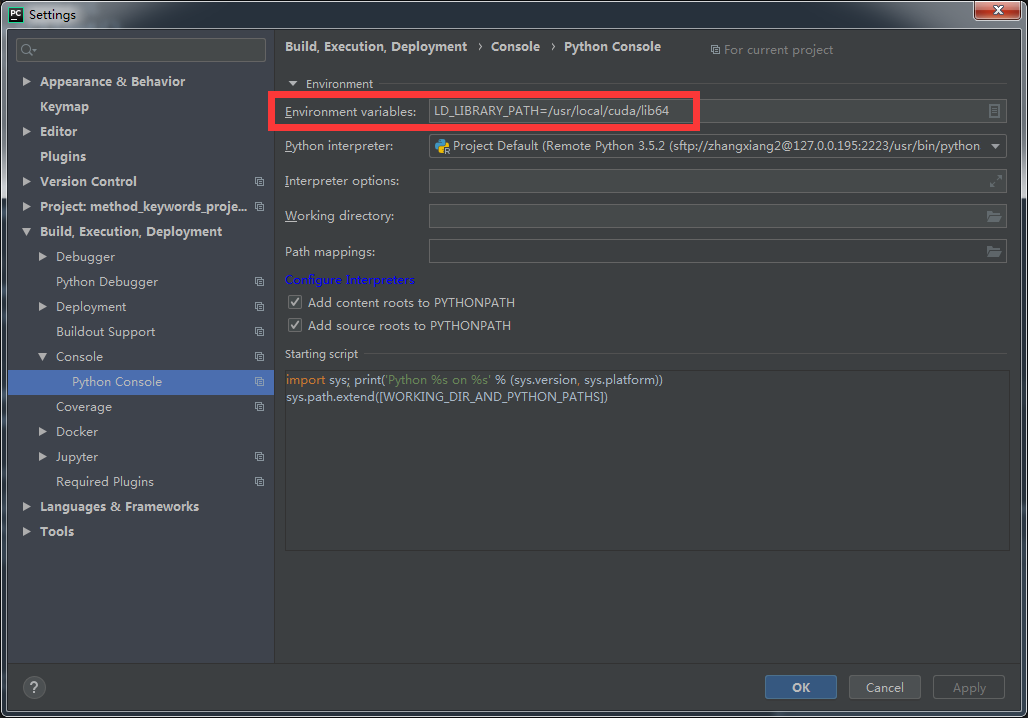 Settings
Appearance & Behavior
Keymap
Editor
Plugins
Version Control
Project: method_keywords_proje...
Build, Execution, Deployment
Debugger
Python Debugger
Deployment
Buildout Support
Console
Python Console
Coverage
Docker
Jupyter
Required Plugins
Languages & Frameworks
Tools
Build, Execution, Deployment › Console › Python Console For current project
Environment
Environment variables: LD_LIBRARY_PATH=/usr/local/cuda/lib64
Python interpreter: Project Default (Remote Python 3.5.2 (sftp://zhangxiang2@127.0.0.195:2223/usr/bin/python
Interpreter options:
Working directory:
Path mappings:
Configure Interpreters
Add content roots to PYTHONPATH
Add source roots to PYTHONPATH
Starting script
import sys; print('Python %s on %s' % (sys.version, sys.platform))
sys.path.extend([WORKING_DIR_AND_PYTHON_PATHS])
? OK Cancel Apply